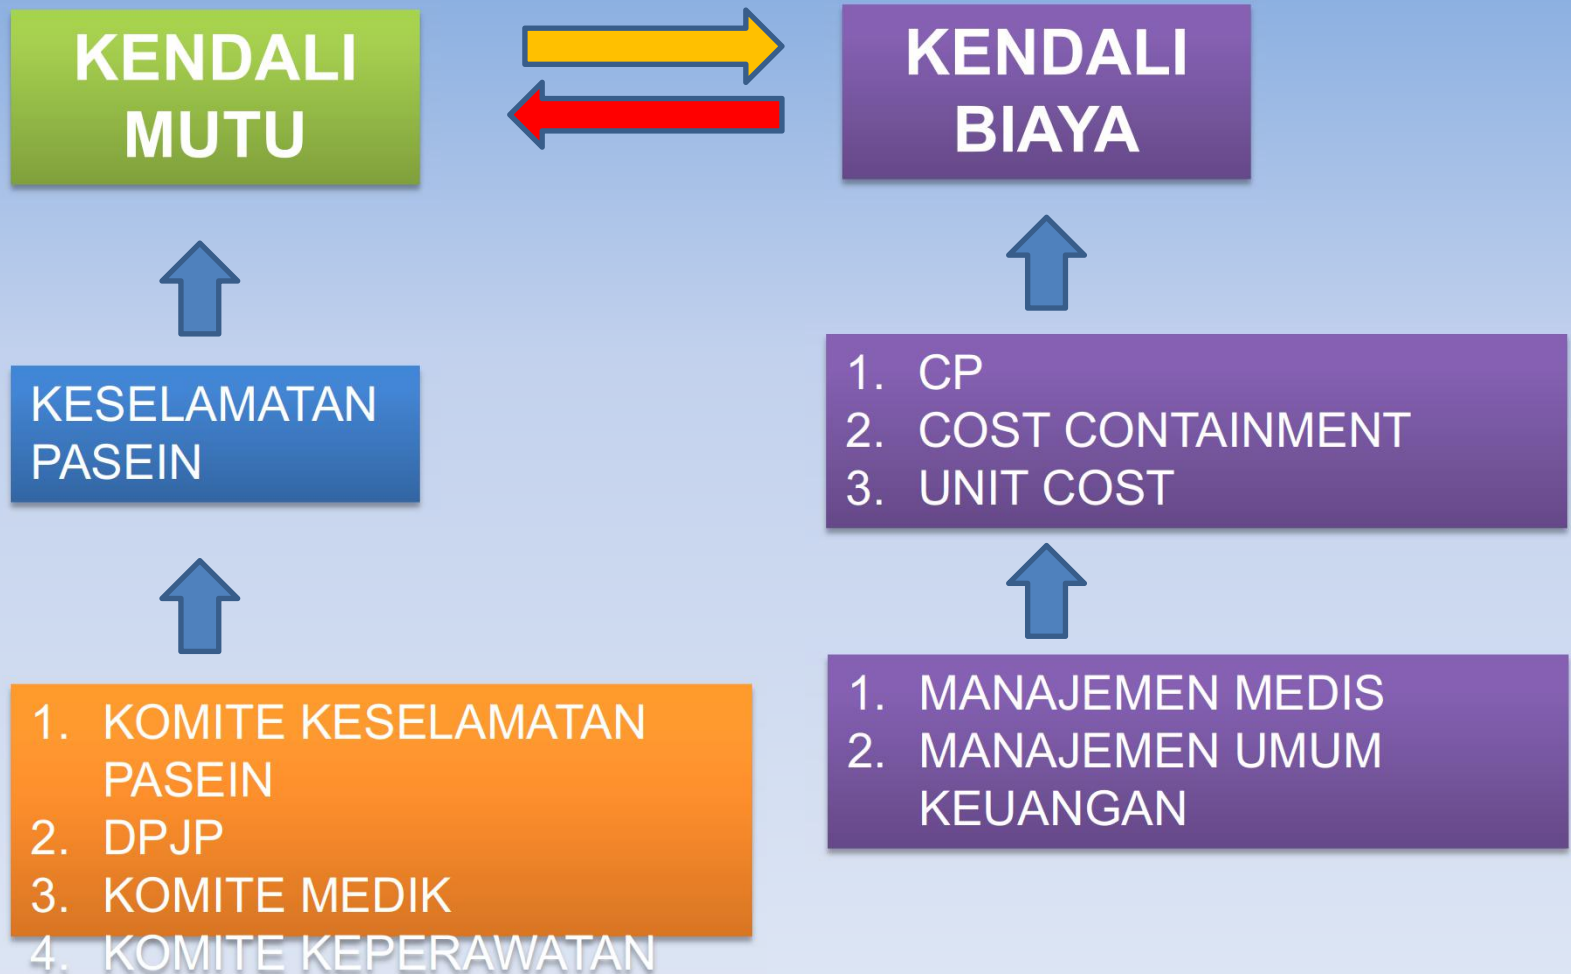 KENDALI
MUTU
KENDALI
BIAYA
KESELAMATAN
PASEIN
1. CP
2. COST CONTAINMENT
3. UNIT COST
1. KOMITE KESELAMATAN
PASEIN
2. DPJP
3. KOMITE MEDIK
4. KOMITE KEPERAWATAN
1. MANAJEMEN MEDIS
2. MANAJEMEN UMUM
KEUANGAN